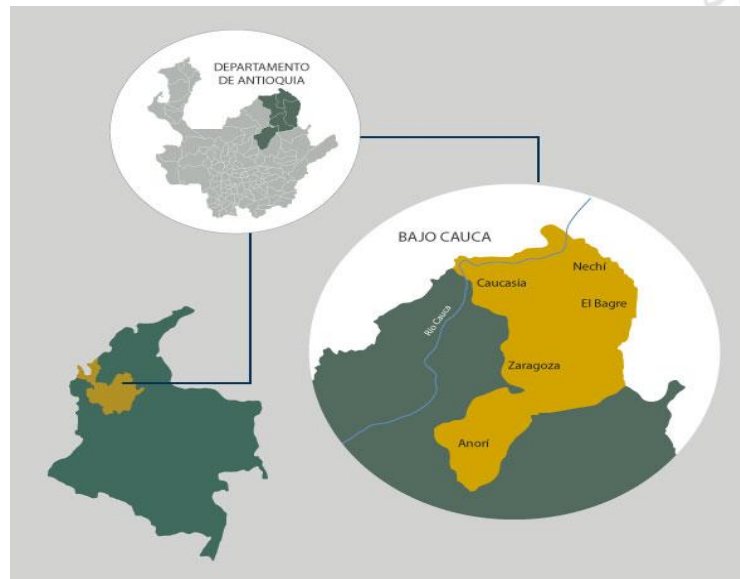 DEPARTAMENTO
DE ANTIOQUIA
BAJO CAUCA
Nechí
Caucasia
El Bagre
Río Cauca
Zaragoza
Anorí